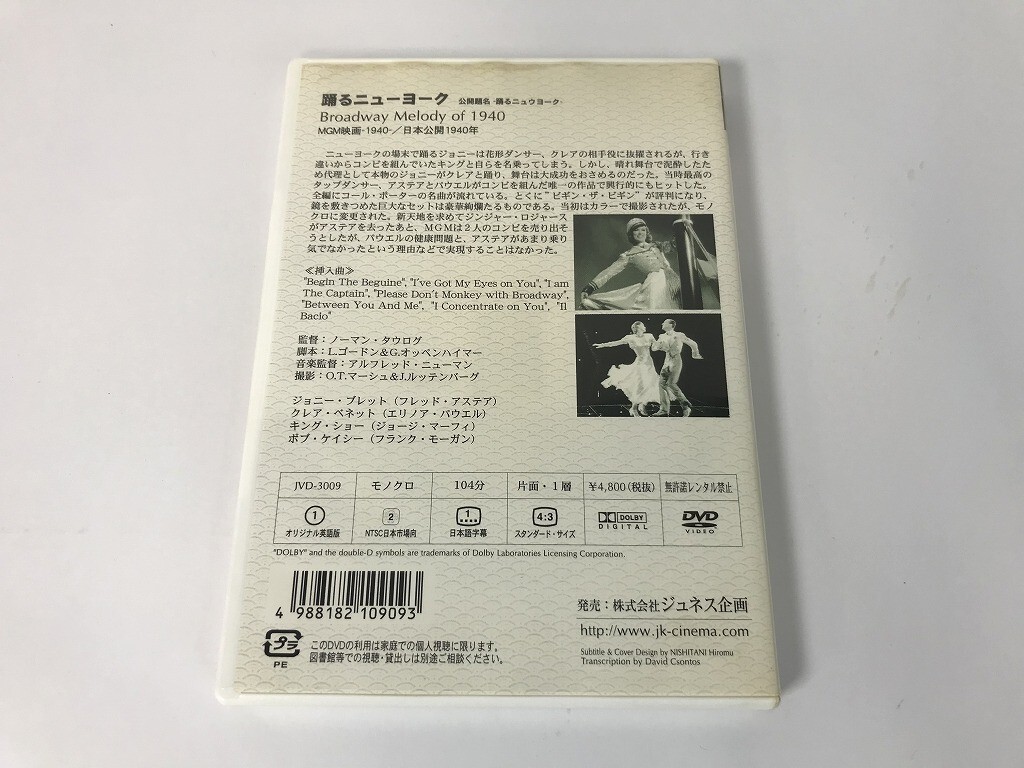 踊るニューヨーク 公開題名 -踊るニュウヨーク-
Broadway Melody of 1940
MGM映画-1940-／日本公開1940年
ニューヨークの場末で踊るジョニーは花形ダンサー、クレアの相手役に抜擢されるが、行き
違いからコンビを組んでいたキングと自らを名乗ってしまう。しかし、晴れ舞台で泥酔したた
め代理として本物のジョニーがクレアと踊り、舞台は大成功をおさめるのだった。当時最高の
タップダンサー、アステアとパウエルがコンビを組んだ唯一の作品で興行的にもヒットした。
全編にコール・ポーターの名曲が流れている。とくに”ビギン・ザ・ビギン”が評判になり、
鏡を敷きつめた巨大なセットは豪華絢爛たるものである。当初はカラーで撮影されたが、モノ
クロに変更された。新天地を求めてジンジャー・ロジャース
がアステアを去ったあと、MGMは２人のコンビを売り出そ
うとしたが、パウエルの健康問題と、アステアがあまり乗り
気でなかったという理由などで実現することはなかった。
≪挿入曲≫
"Begin The Beguine", "I've Got My Eyes on You", "I am
The Captain", "Please Don't Monkey with Broadway",
"Between You And Me", "I Concentrate on You", "Il
Bacio"
監督：ノーマン・タウログ
脚本：L.ゴードン&G.オッペンハイマー
音楽監督：アルフレッド・ニューマン
撮影：O.T.マーシュ&J.ルッテンバーグ
ジョニー・ブレット（フレッド・アステア）
クレア・ベネット（エリノア・パウエル）
キング・ショー（ジョージ・マーフィ）
ボブ・ケイシー（フランク・モーガン）
JVD-3009 モノクロ 104分 片面・１層 ￥4,800(税抜) 無許諾レンタル禁止
1 2 1 4:3 DOLBY DVD
オリジナル英語版 NTSC日本市場向 日本語字幕 スタンダード・サイズ DIGITAL VIDEO
"DOLBY" and the double-D symbols are trademarks of Dolby Laboratories Licensing Corporation.
4 988182 109093
発売：株式会社ジュネス企画
http://www.jk-cinema.com
プラ
PE
このDVDの利用は家庭での個人視聴に限ります。
図書館等での視聴・貸出しは別途ご相談ください。
Subtitle & Cover Design by NISHITANI Hiromu
Transcription by David Csontos